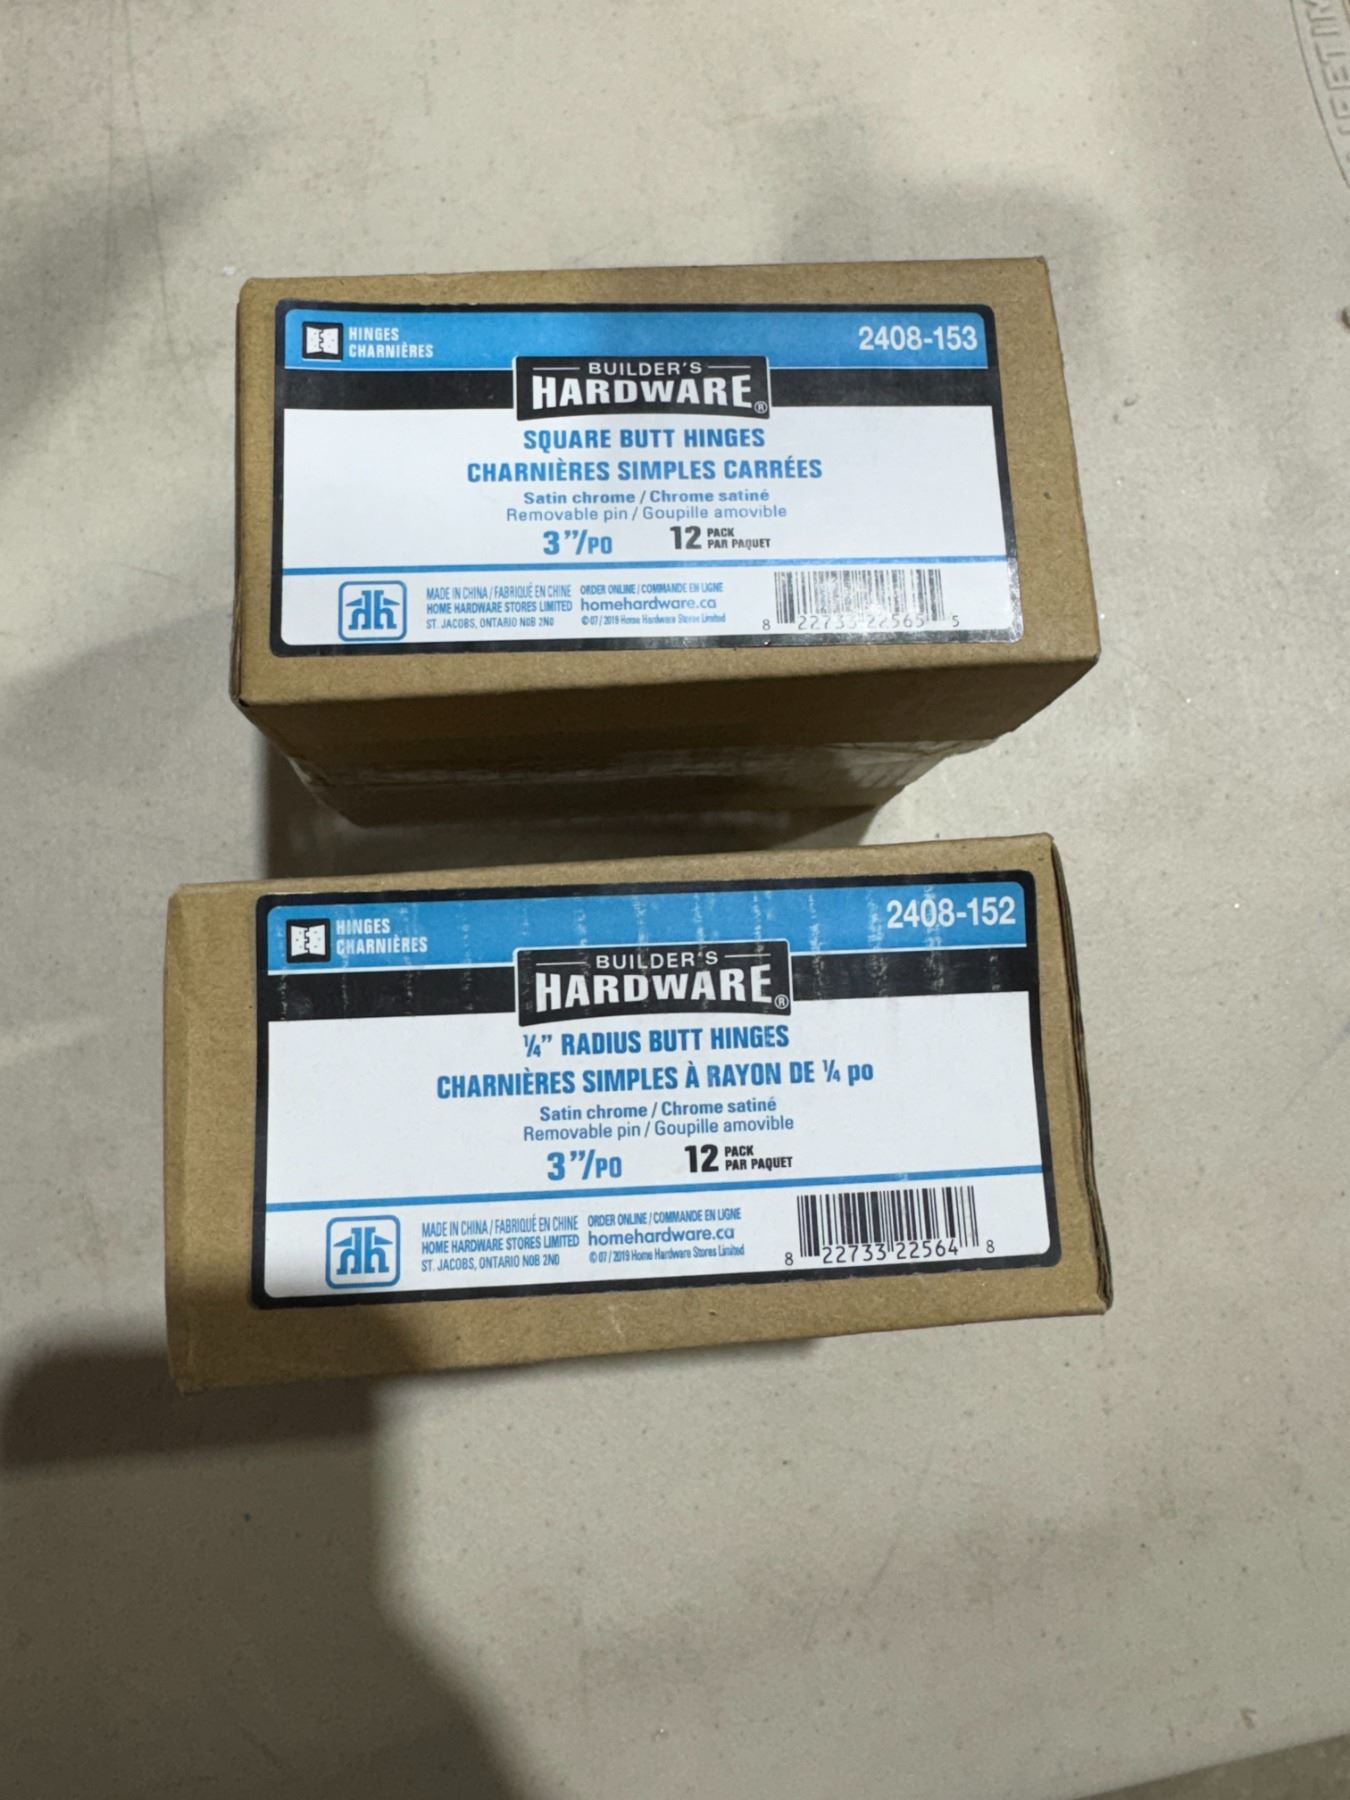 HINGES
CHARNIÈRES
2408-153
BUILDER'S
HARDWARE®
SQUARE BUTT HINGES
CHARNIÈRES SIMPLES CARRÉES
Satin chrome / Chrome satiné
Removable pin / Goupille amovible
3"/PO 12 PACK
PAR PAQUET
MADE IN CHINA / FABRIQUÉ EN CHINE
HOME HARDWARE STORES LIMITED
ST. JACOBS, ONTARIO N0B 2N0
ORDER ONLINE / COMMANDE EN LIGNE
homehardware.ca
© 07 / 2019 Home Hardware Stores Limited
8 22733 22565 5
HINGES
CHARNIÈRES
2408-152
BUILDER'S
HARDWARE®
¼" RADIUS BUTT HINGES
CHARNIÈRES SIMPLES À RAYON DE ¼ po
Satin chrome / Chrome satiné
Removable pin / Goupille amovible
3"/PO 12 PACK
PAR PAQUET
MADE IN CHINA / FABRIQUÉ EN CHINE
HOME HARDWARE STORES LIMITED
ST. JACOBS, ONTARIO N0B 2N0
ORDER ONLINE / COMMANDE EN LIGNE
homehardware.ca
© 07 / 2019 Home Hardware Stores Limited
8 22733 22564 8